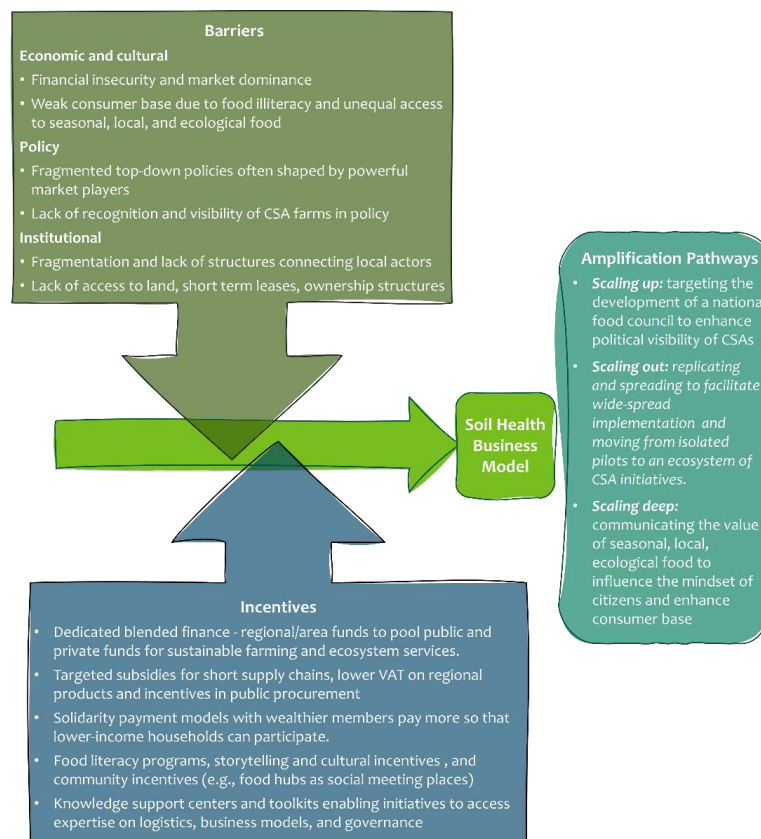 Barriers
Economic and cultural
• Financial insecurity and market dominance
• Weak consumer base due to food illiteracy and unequal access
to seasonal, local, and ecological food
Policy
• Fragmented top-down policies often shaped by powerful
market players
• Lack of recognition and visibility of CSA farms in policy
Institutional
• Fragmentation and lack of structures connecting local actors
• Lack of access to land, short term leases, ownership structures
Soil Health
Business
Model
Amplification Pathways
• Scaling up: targeting the
development of a nationa
food council to enhance
political visibility of CSAs
• Scaling out: replicating
and spreading to facilitate
wide-spread
implementation and
moving from isolated
pilots to an ecosystem of
CSA initiatives.
• Scaling deep:
communicating the value
of seasonal, local,
ecological food to
influence the mindset of
citizens and enhance
consumer base
Incentives
• Dedicated blended finance - regional/area funds to pool public and
private funds for sustainable farming and ecosystem services.
• Targeted subsidies for short supply chains, lower VAT on regional
products and incentives in public procurement
• Solidarity payment models with wealthier members pay more so that
lower-income households can participate.
• Food literacy programs, storytelling and cultural incentives , and
community incentives (e.g., food hubs as social meeting places)
• Knowledge support centers and toolkits enabling initiatives to access
expertise on logistics, business models, and governance